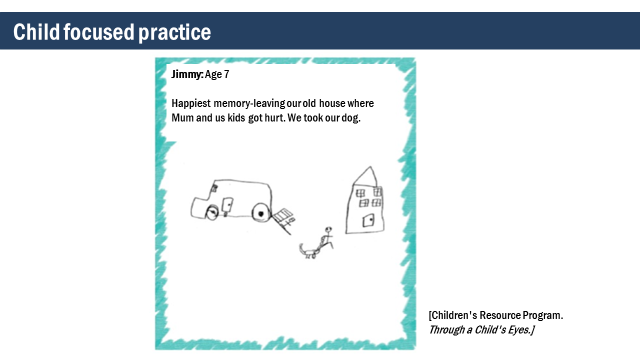 Child focused practice
Jimmy: Age 7
Happiest memory-leaving our old house where
Mum and us kids got hurt. We took our dog.
[Children's Resource Program.
Through a Child's Eyes.]